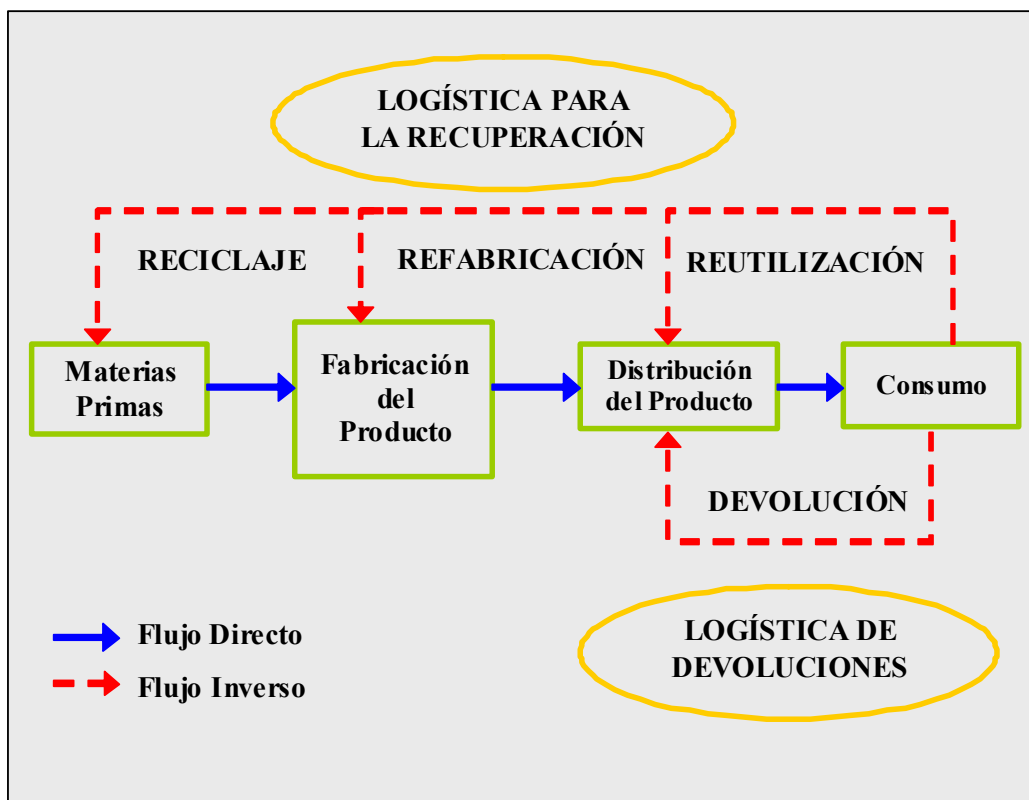 LOGÍSTICA PARA
LA RECUPERACIÓN
RECICLAJE
REFABRICACIÓN
REUTILIZACIÓN
Materias
Primas
Fabricación
del
Producto
Distribución
del Producto
Consumo
DEVOLUCIÓN
LOGÍSTICA DE
DEVOLUCIONES
Flujo Directo
Flujo Inverso